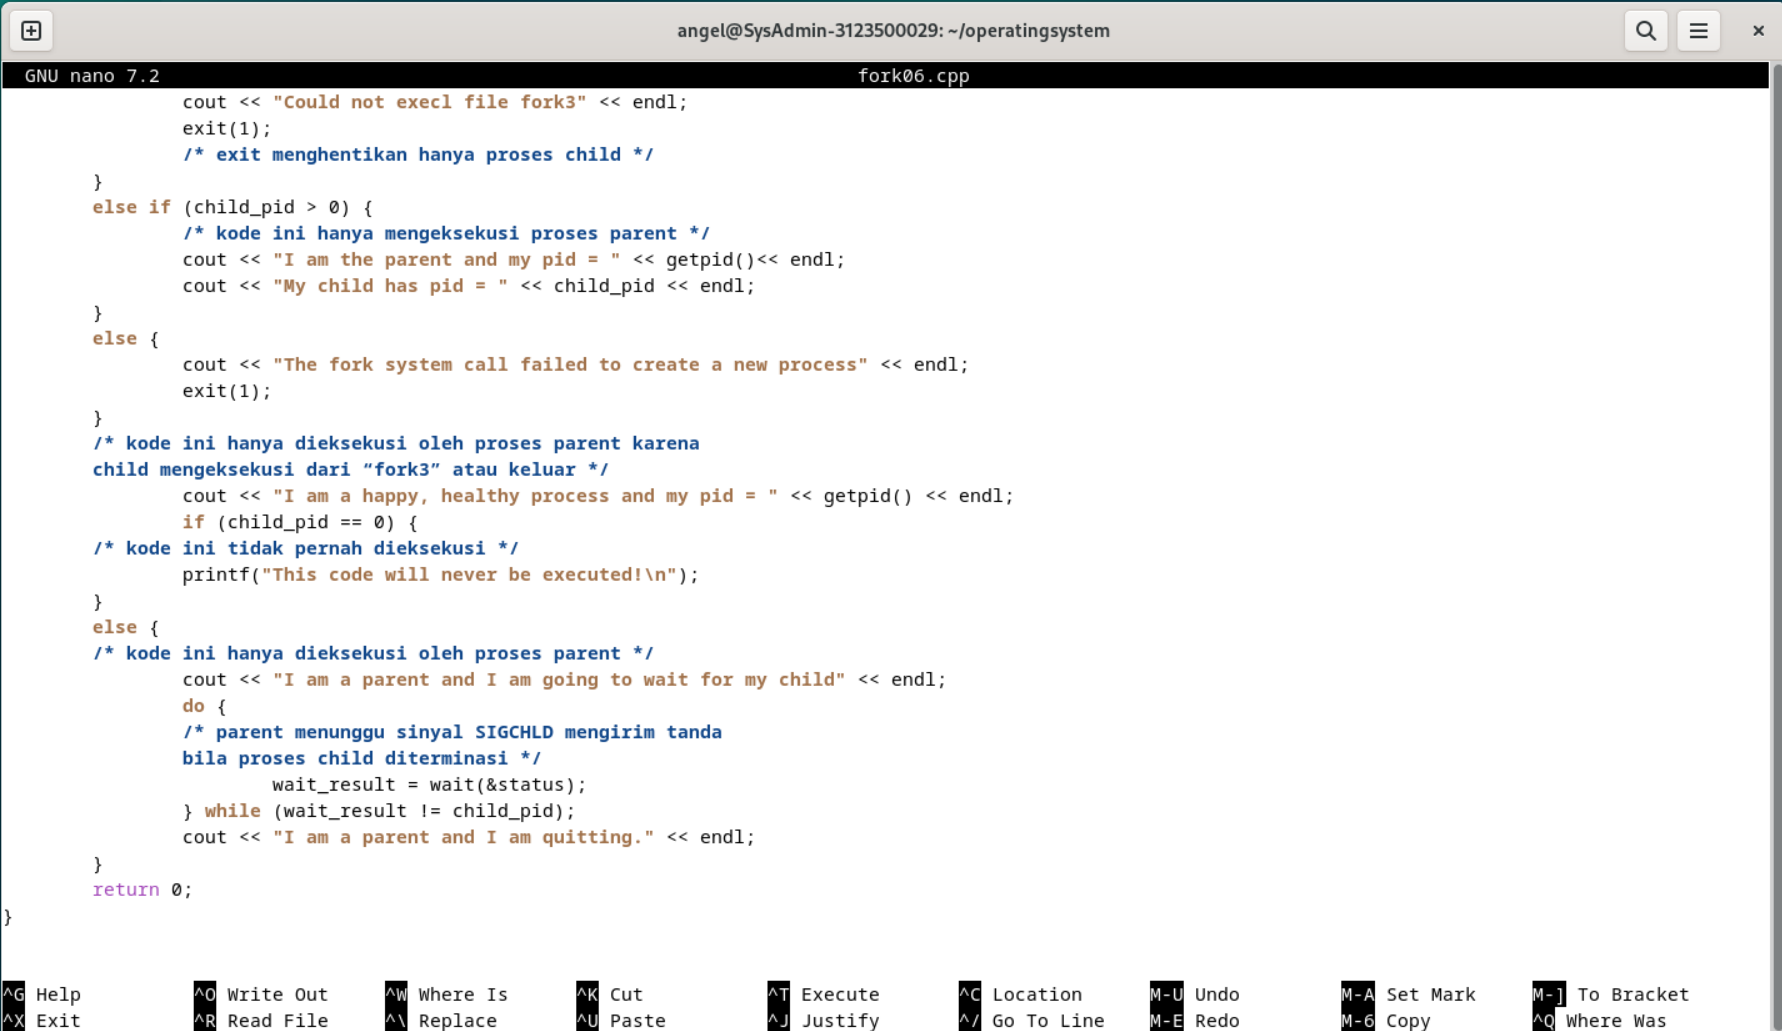 angel@SysAdmin-3123500029: ~/operatingsystem
GNU nano 7.2 fork06.cpp
cout << "Could not execl file fork3" << endl;
exit(1);
/* exit menghentikan hanya proses child */
}
else if (child_pid > 0) {
/* kode ini hanya mengeksekusi proses parent */
cout << "I am the parent and my pid = " << getpid()<< endl;
cout << "My child has pid = " << child_pid << endl;
}
else {
cout << "The fork system call failed to create a new process" << endl;
exit(1);
}
/* kode ini hanya dieksekusi oleh proses parent karena
child mengeksekusi dari “fork3” atau keluar */
cout << "I am a happy, healthy process and my pid = " << getpid() << endl;
if (child_pid == 0) {
/* kode ini tidak pernah dieksekusi */
printf("This code will never be executed!\n");
}
else {
/* kode ini hanya dieksekusi oleh proses parent */
cout << "I am a parent and I am going to wait for my child" << endl;
do {
/* parent menunggu sinyal SIGCHLD mengirim tanda
bila proses child diterminasi */
wait_result = wait(&status);
} while (wait_result != child_pid);
cout << "I am a parent and I am quitting." << endl;
}
return 0;
}
^G Help ^O Write Out ^W Where Is ^K Cut ^T Execute ^C Location M-U Undo M-A Set Mark M-] To Bracket
^X Exit ^R Read File ^\ Replace ^U Paste ^J Justify ^/ Go To Line M-E Redo M-6 Copy ^Q Where Was